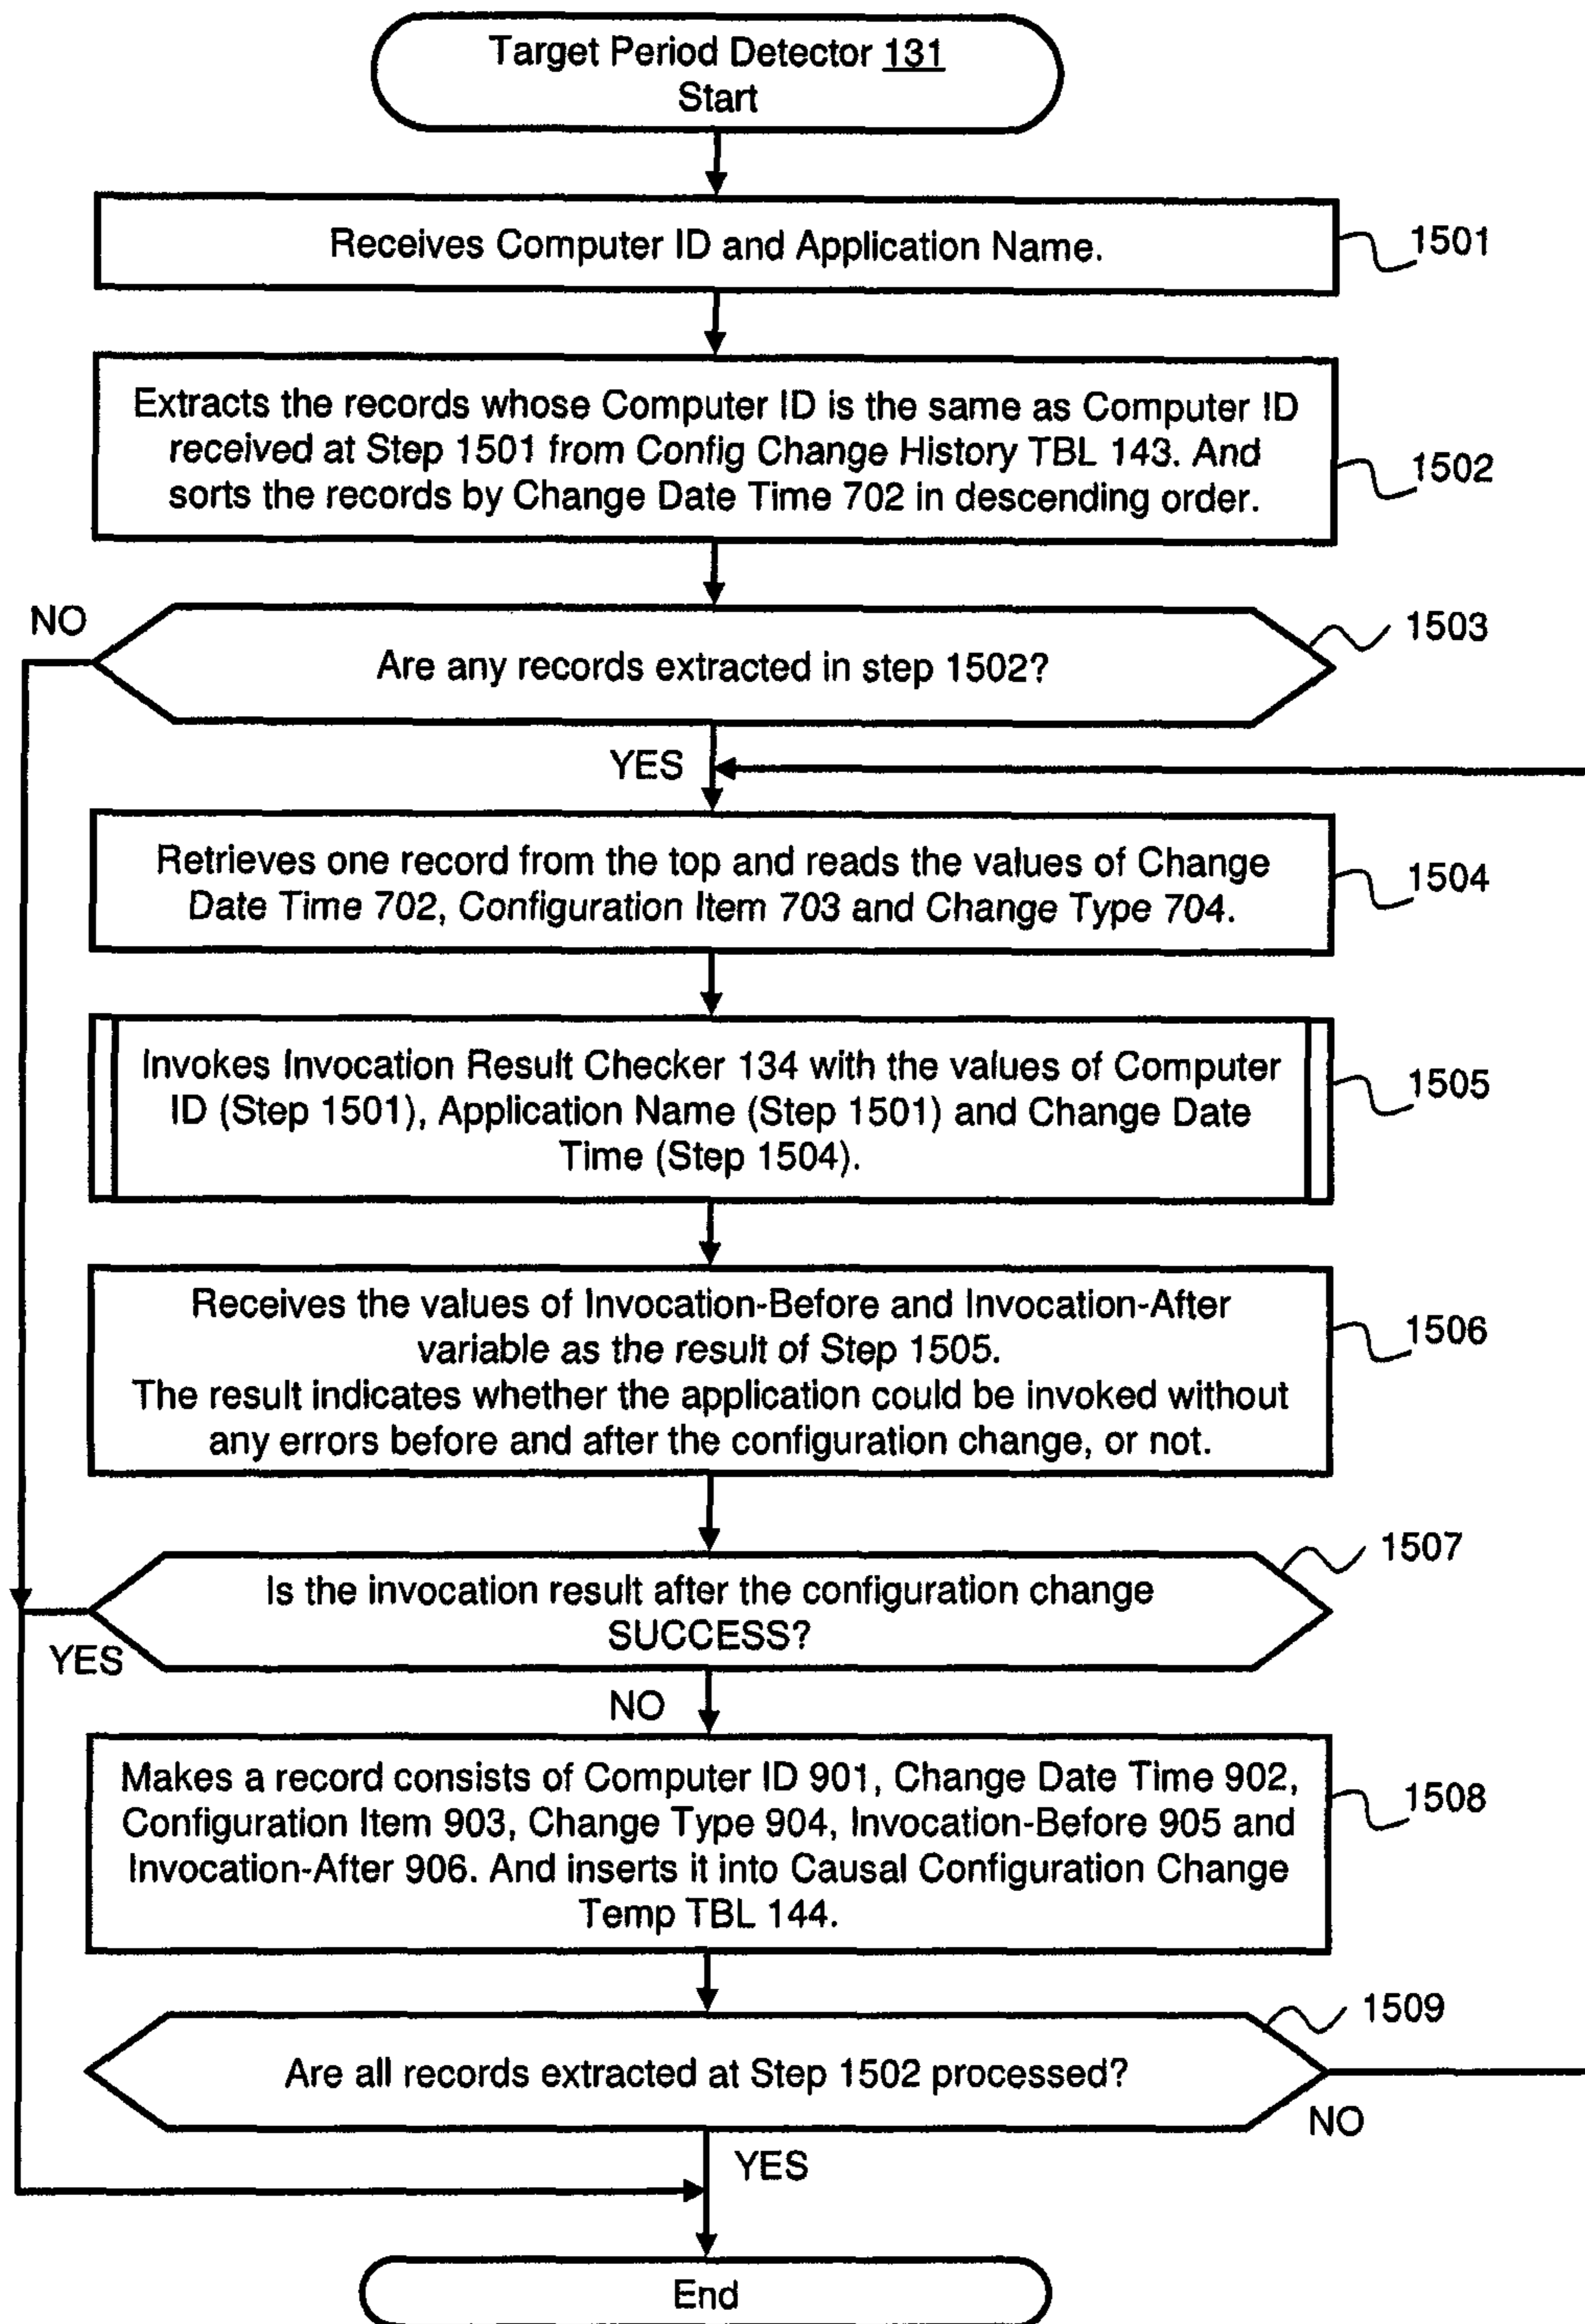 Target Period Detector 131
Start
Receives Computer ID and Application Name.
1501
Extracts the records whose Computer ID is the same as Computer ID
received at Step 1501 from Config Change History TBL 143. And
sorts the records by Change Date Time 702 in descending order.
1502
NO
Are any records extracted in step 1502?
1503
YES
Retrieves one record from the top and reads the values of Change
Date Time 702, Configuration Item 703 and Change Type 704.
1504
Invokes Invocation Result Checker 134 with the values of Computer
ID (Step 1501), Application Name (Step 1501) and Change Date
Time (Step 1504).
1505
Receives the values of Invocation-Before and Invocation-After
variable as the result of Step 1505.
The result indicates whether the application could be invoked without
any errors before and after the configuration change, or not.
1506
Is the invocation result after the configuration change
SUCCESS?
1507
YES
NO
Makes a record consists of Computer ID 901, Change Date Time 902,
Configuration Item 903, Change Type 904, Invocation-Before 905 and
Invocation-After 906. And inserts it into Causal Configuration Change
Temp TBL 144.
1508
Are all records extracted at Step 1502 processed?
1509
NO
YES
End